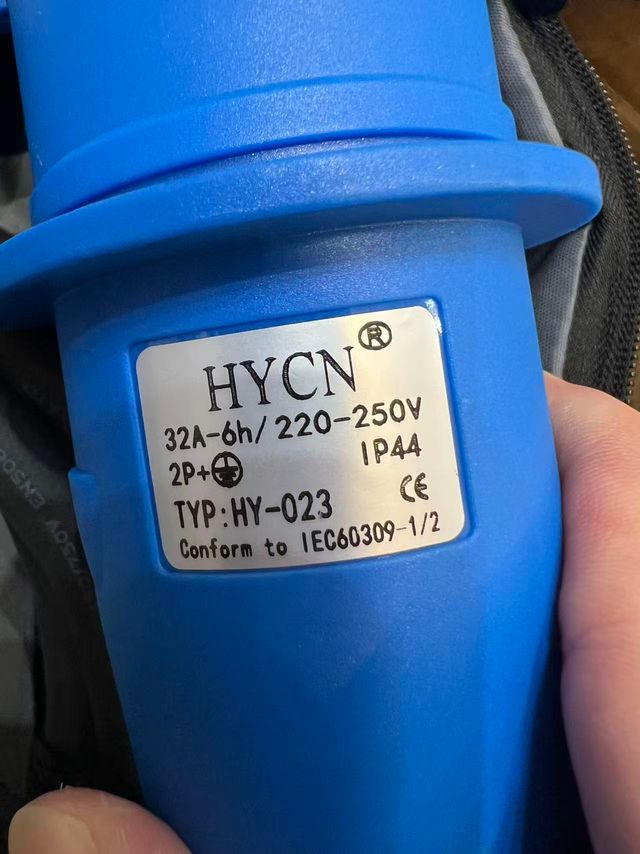 HYCN®
32A-6h/220-250V
2P+⏚ IP44
TYP:HY-023 CE
Conform to IEC60309-1/2